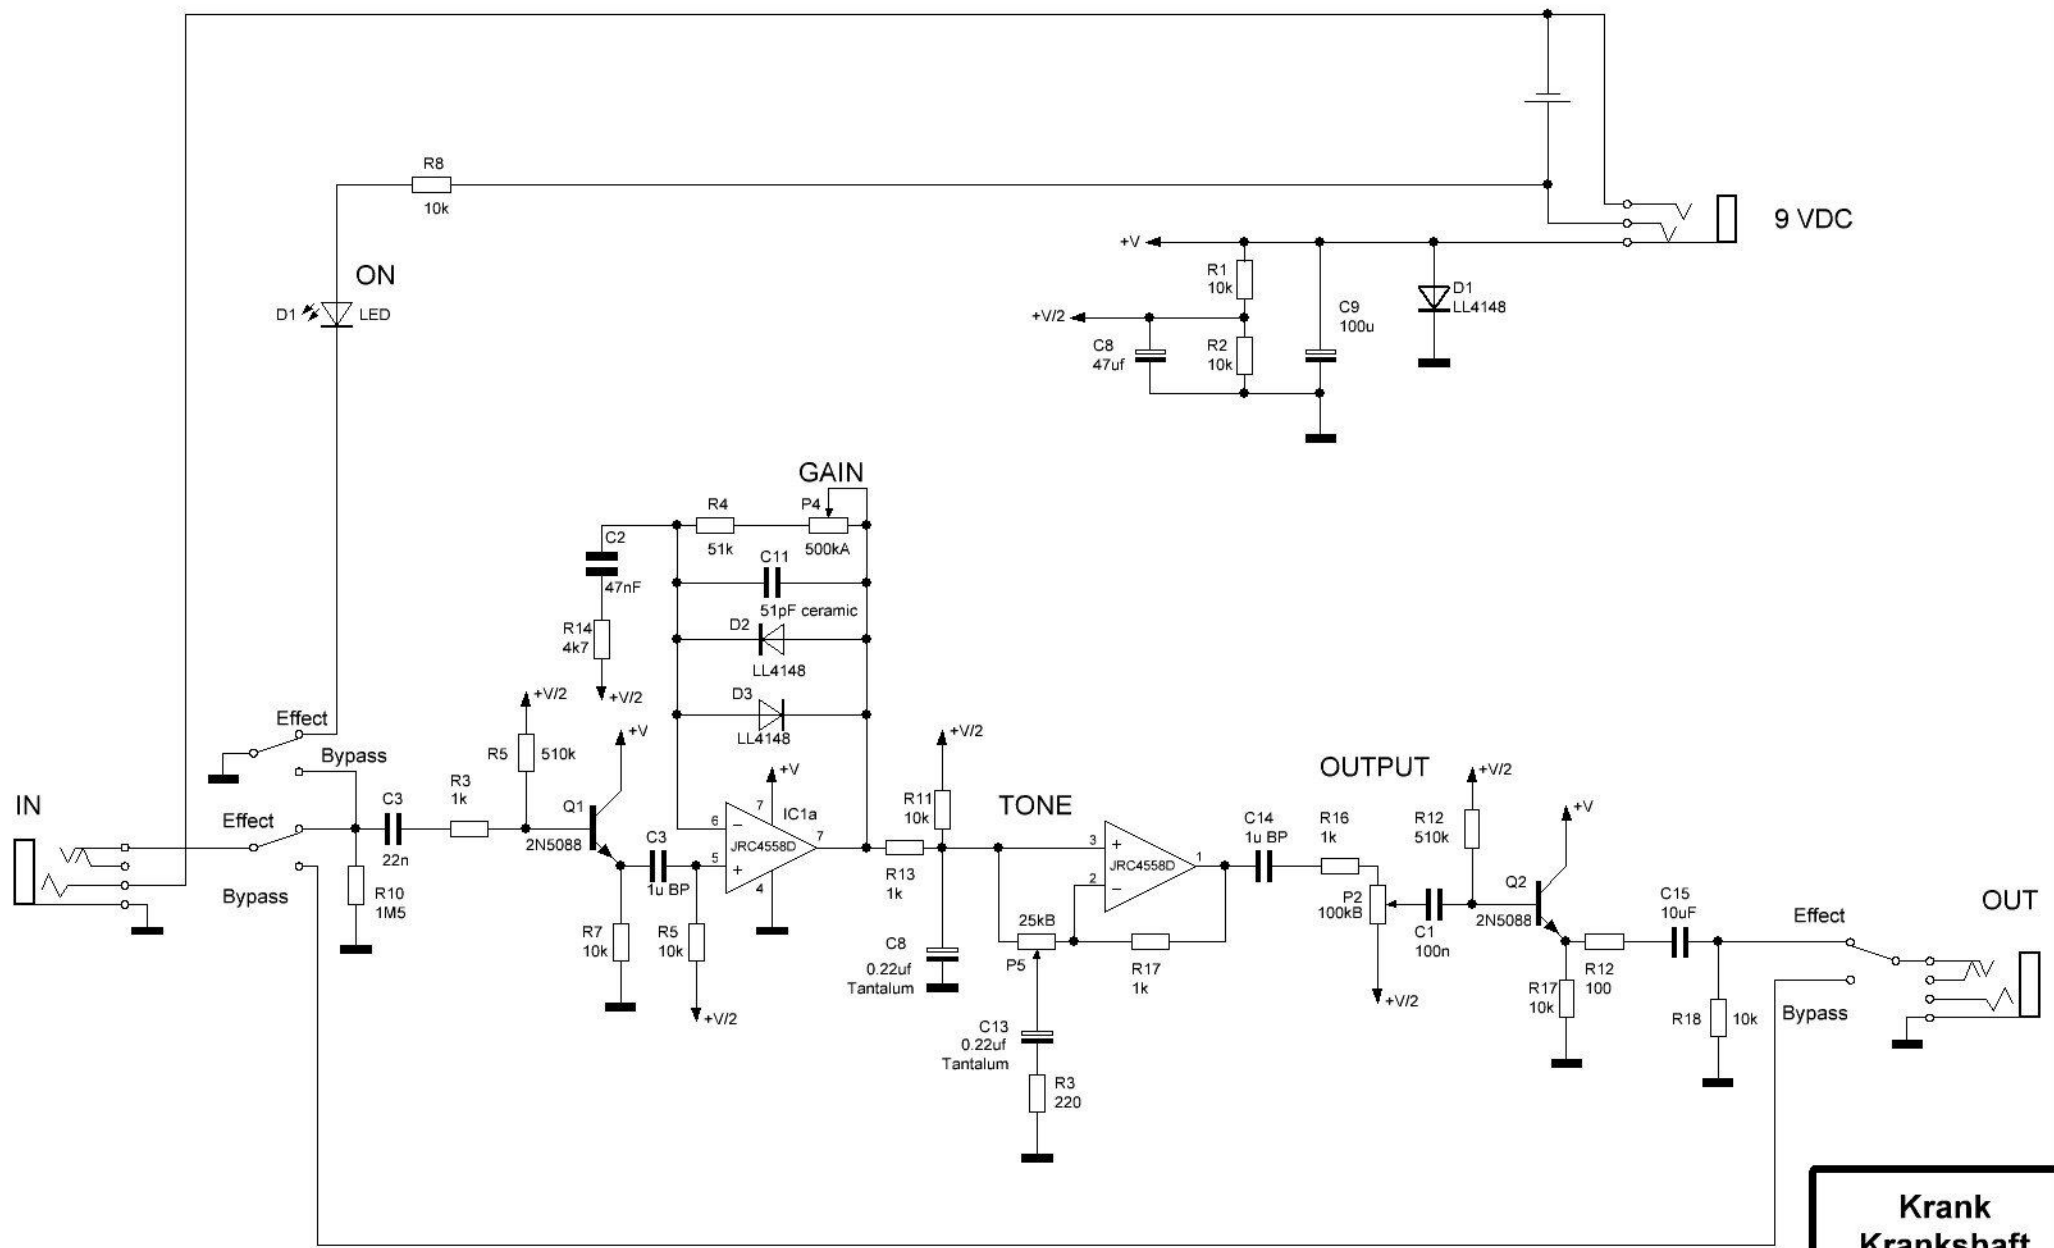 R8
10k
9 VDC
+V
ON
D1
LED
R1
10k
D1
LL4148
C9
100u
+V/2
C8
47uf
R2
10k
GAIN
R4
P4
51k
500kA
C2
47nF
C11
51pF ceramic
R14
4k7
D2
LL4148
+V/2
+V/2
D3
LL4148
Effect
Bypass
+V
R5
510k
+V/2
+V
OUTPUT
+V/2
IN
C3
22n
R3
1k
Q1
2N5088
7
IC1a
R11
10k
TONE
C14
1u BP
R16
1k
R12
510k
+V
Effect
6
−
JRC4558D
7
5
+
4
C3
1u BP
R13
1k
3
+
JRC4558D
1
2
−
Q2
2N5088
P2
100kB
C1
100n
C15
10uF
Effect
OUT
Bypass
R10
1M5
R7
10k
R5
10k
C8
0.22uf
Tantalum
25kB
P5
R17
1k
R12
100
R17
10k
+V/2
+V/2
R18
10k
Bypass
C13
0.22uf
Tantalum
R3
220
Krank
Krankshaft